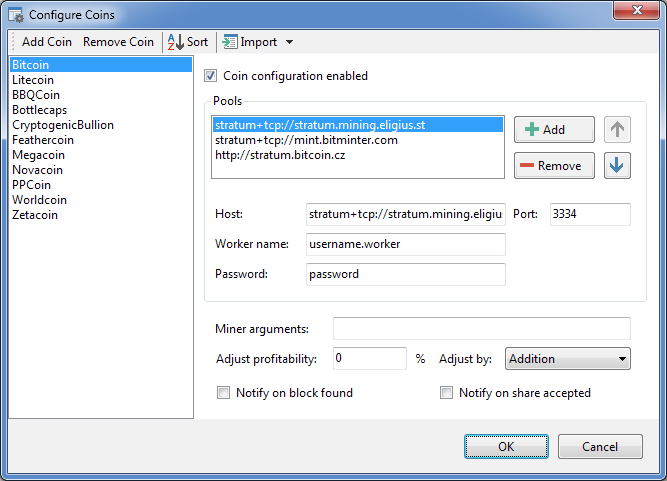 Configure Coins
Add Coin Remove Coin A Z Sort Import
Bitcoin
Litecoin
BBQCoin
Bottlecaps
CryptogenicBullion
Feathercoin
Megacoin
Novacoin
PPCoin
Worldcoin
Zetacoin
Coin configuration enabled
Pools
stratum+tcp://stratum.mining.eligius.st
stratum+tcp://mint.bitminter.com
http://stratum.bitcoin.cz
Add
Remove
Host: stratum+tcp://stratum.mining.eligiu Port: 3334
Worker name: username.worker
Password: password
Miner arguments:
Adjust profitability: 0 % Adjust by: Addition
Notify on block found Notify on share accepted
OK Cancel